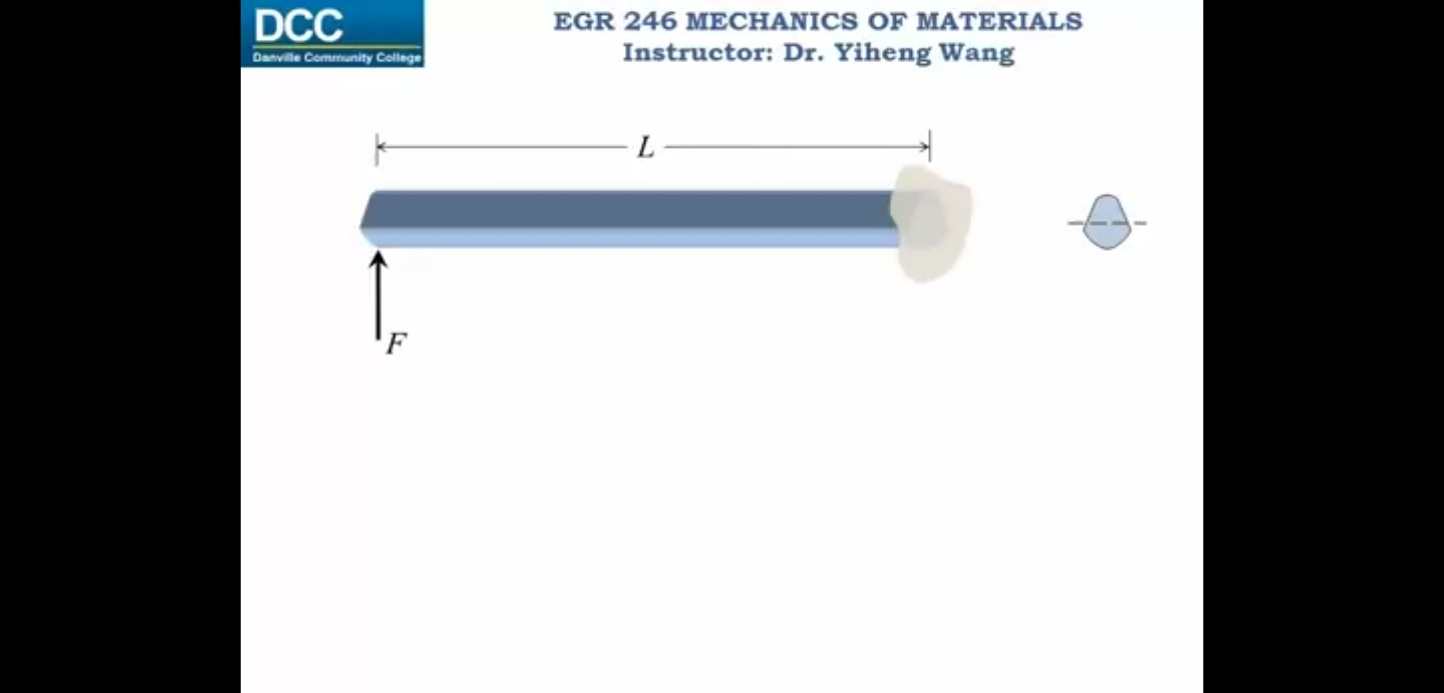 DCC
Danville Community College
EGR 246 MECHANICS OF MATERIALS
Instructor: Dr. Yiheng Wang
L
F